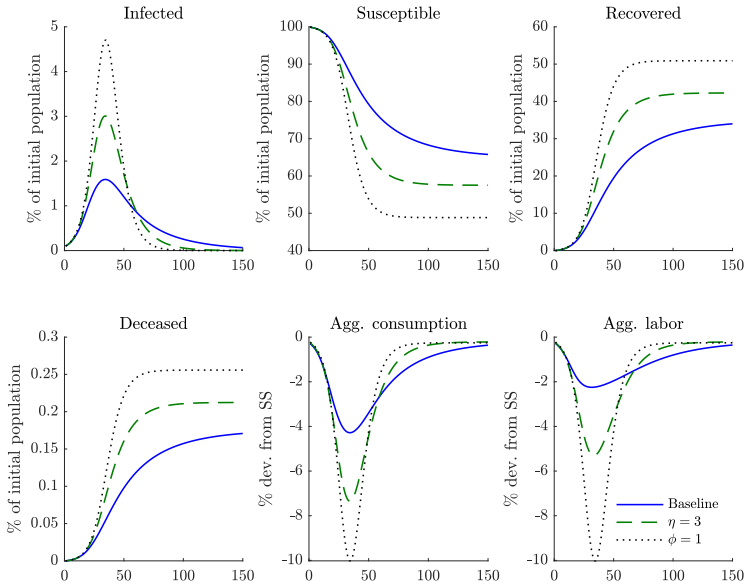 Infected
% of initial population
5
4
3
2
1
0
0 50 100 150
Susceptible
% of initial population
100
90
80
70
60
50
40
0 50 100 150
Recovered
% of initial population
60
50
40
30
20
10
0
0 50 100 150
Deceased
% of initial population
0.3
0.25
0.2
0.15
0.1
0.05
0
0 50 100 150
Agg. consumption
% dev. from SS
0
-2
-4
-6
-8
-10
0 50 100 150
Agg. labor
% dev. from SS
0
-2
-4
-6
-8
-10
0 50 100 150
Baseline
η = 3
ϕ = 1